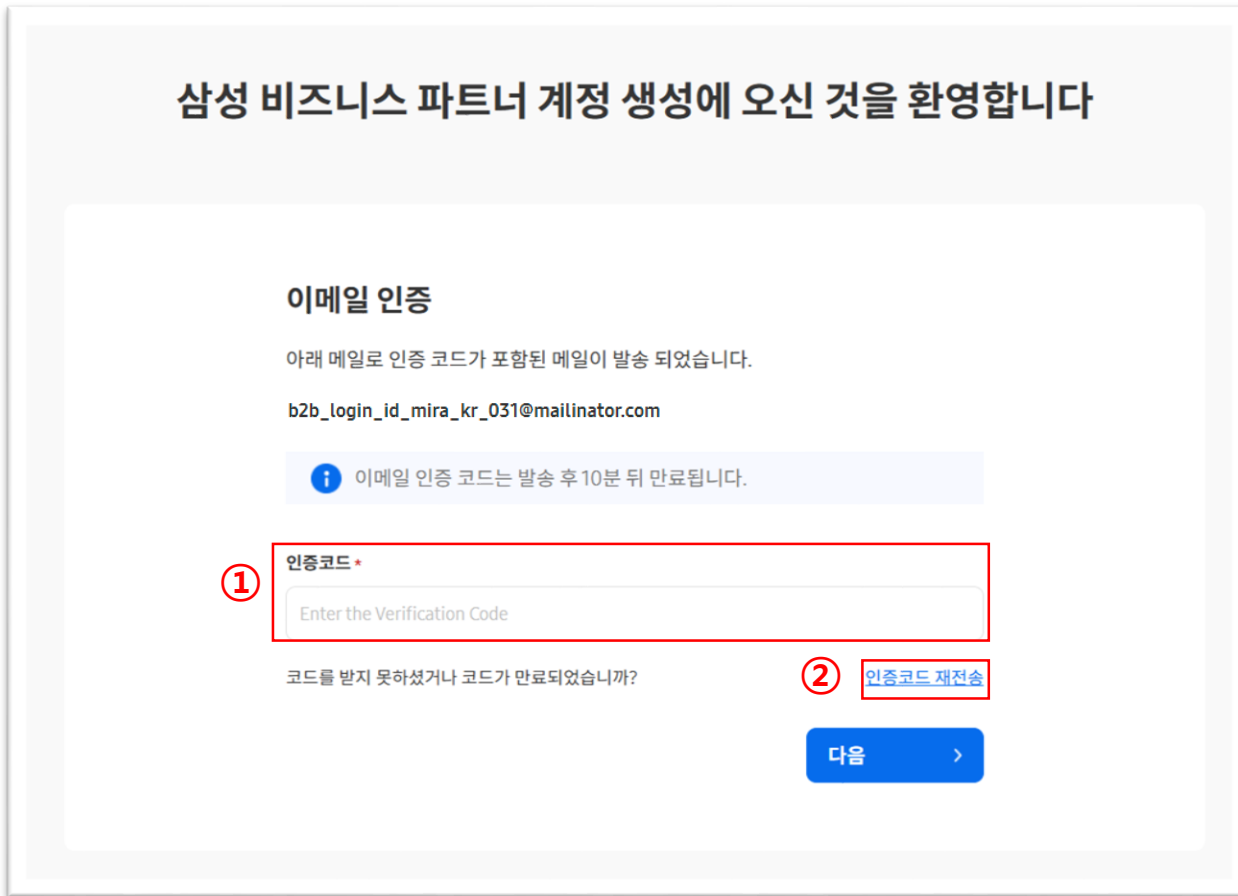 삼성 비즈니스 파트너 계정 생성에 오신 것을 환영합니다
이메일 인증
아래 메일로 인증 코드가 포함된 메일이 발송 되었습니다.
b2b_login_id_mira_kr_031@mailinator.com
이메일 인증 코드는 발송 후 10분 뒤 만료됩니다.
인증코드 *
①
Enter the Verification Code
코드를 받지 못하셨거나 코드가 만료되었습니까? ② 인증코드 재전송
다음 >